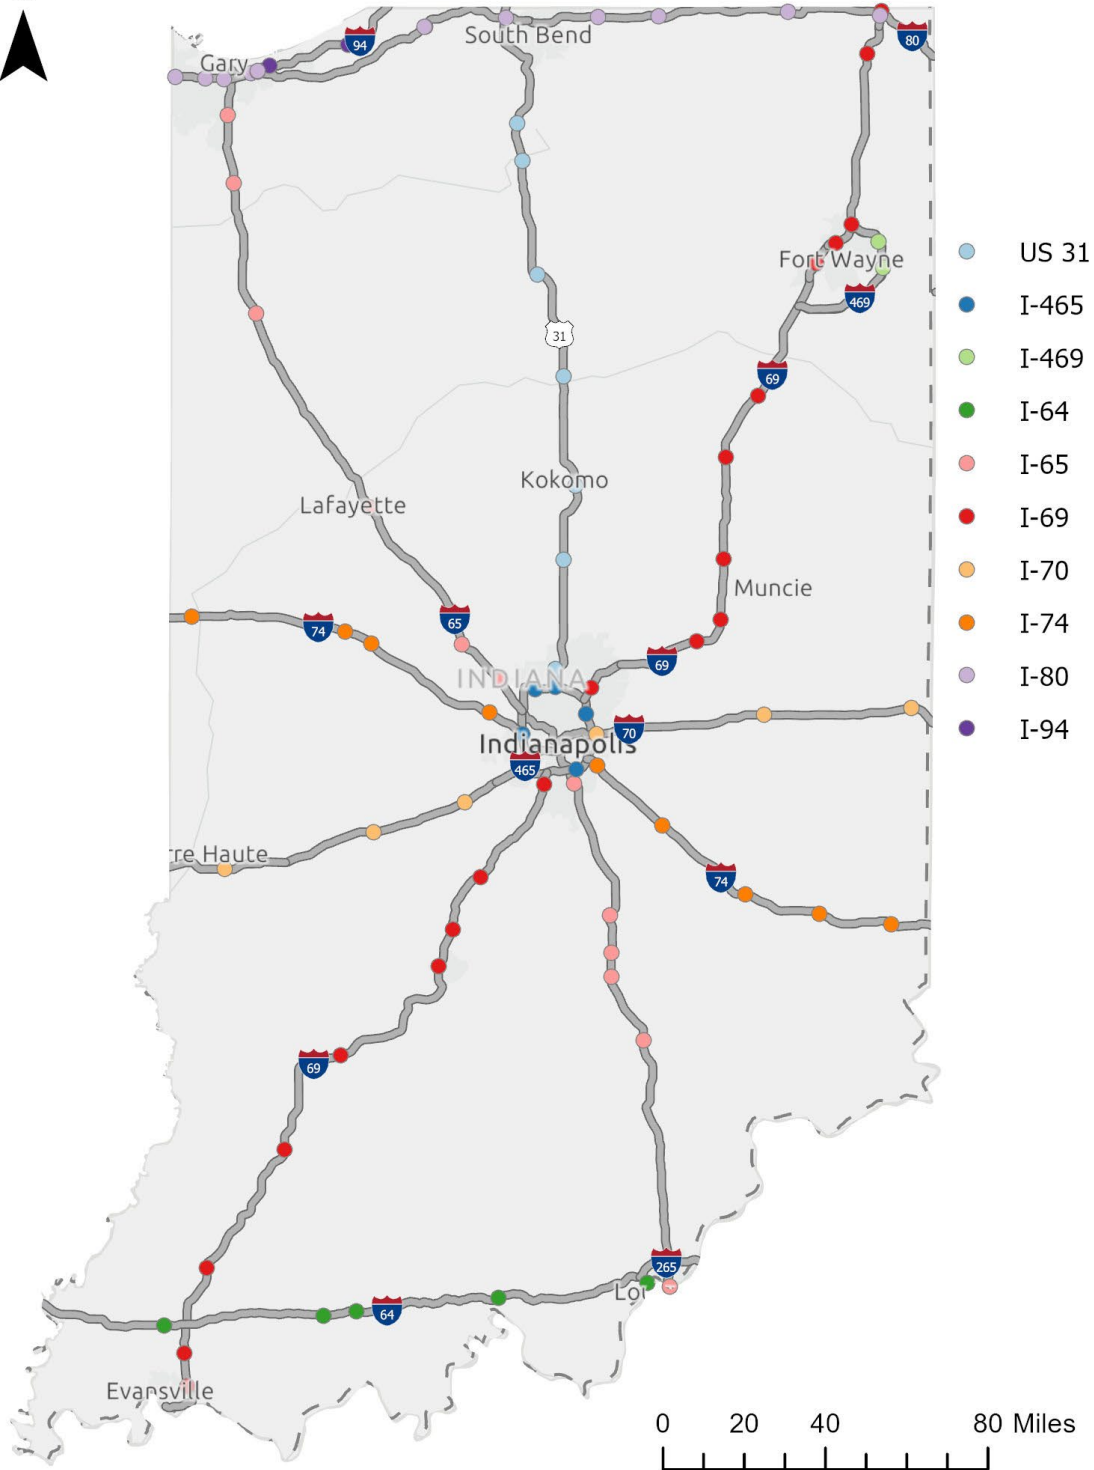 94
South Bend
80
Gary
Fort Wayne
469
31
69
Kokomo
Lafayette
Muncie
65
74
69
INDIANA
70
Indianapolis
465
rre Haute
74
69
265
Lou
64
Evansville
US 31
I-465
I-469
I-64
I-65
I-69
I-70
I-74
I-80
I-94
0 20 40 80 Miles